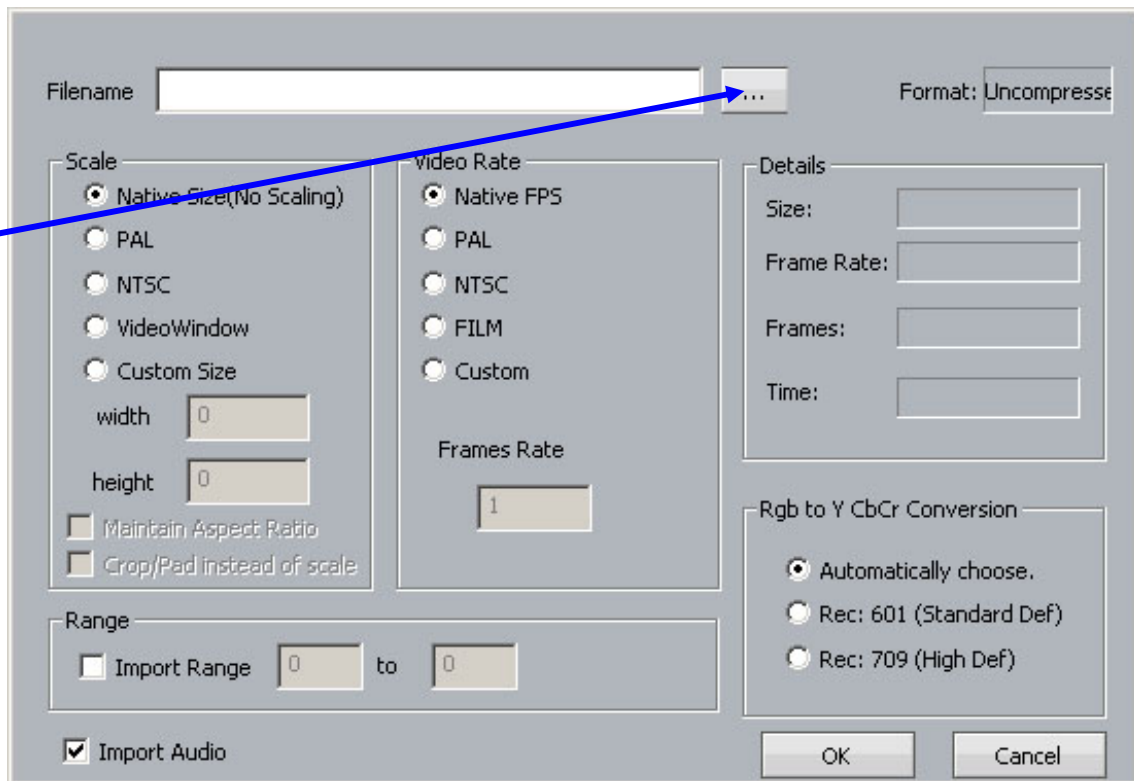 Filename
...
Format: Uncompresse
Scale
Native Size(No Scaling)
PAL
NTSC
VideoWindow
Custom Size
width 0
height 0
Maintain Aspect Ratio
Crop/Pad instead of scale
Video Rate
Native FPS
PAL
NTSC
FILM
Custom
Frames Rate
1
Details
Size:
Frame Rate:
Frames:
Time:
Rgb to Y CbCr Conversion
Automatically choose.
Rec: 601 (Standard Def)
Rec: 709 (High Def)
Range
Import Range 0 to 0
Import Audio
OK Cancel